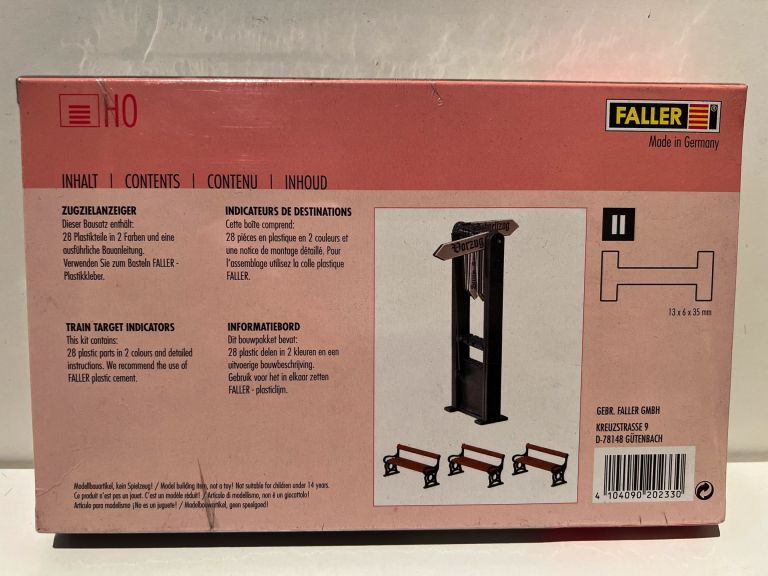 H0
FALLER
Made in Germany
INHALT | CONTENTS | CONTENU | INHOUD
ZUGZIELANZEIGER
Dieser Bausatz enthält:
28 Plastikteile in 2 Farben und eine
ausführliche Bauanleitung.
Verwenden Sie zum Basteln FALLER -
Plastikkleber.
INDICATEURS DE DESTINATIONS
Cette boîte comprend:
28 pièces en plastique en 2 couleurs et
une notice de montage détaillé. Pour
l'assemblage utilisez la colle plastique
FALLER.
TRAIN TARGET INDICATORS
This kit contains:
28 plastic parts in 2 colours and detailed
instructions. We recommend the use of
FALLER plastic cement.
INFORMATIEBORD
Dit bouwpakket bevat:
28 plastic delen in 2 kleuren en een
uitvoerige bouwbeschrijving.
Gebruik voor het in elkaar zetten
FALLER - plasticlijm.
Vorzug
II
13 x 6 x 35 mm
GEBR. FALLER GMBH
KREUZSTRASSE 9
D-78148 GÜTENBACH
4 104090 202330
Modellbauartikel, kein Spielzeug! / Model building item, not a toy! Not suitable for children under 14 years.
Ce produit n'est pas un jouet. C'est un modèle réduit! / Articolo di modellismo, non è un giocattolo!
Artículo para modelismo ¡No es un juguete! / Modelbouwartikel, geen speelgoed!